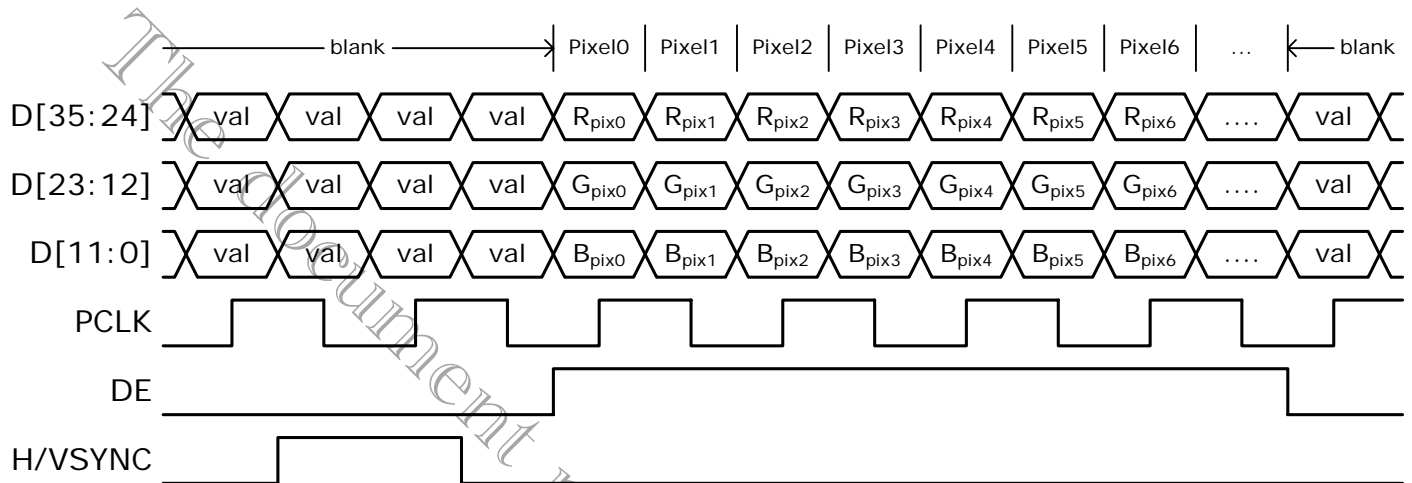 blank Pixel0 Pixel1 Pixel2 Pixel3 Pixel4 Pixel5 Pixel6 ... blank
D[35:24] val val val val Rpix0 Rpix1 Rpix2 Rpix3 Rpix4 Rpix5 Rpix6 .... val
D[23:12] val val val val Gpix0 Gpix1 Gpix2 Gpix3 Gpix4 Gpix5 Gpix6 .... val
D[11:0] val val val val Bpix0 Bpix1 Bpix2 Bpix3 Bpix4 Bpix5 Bpix6 .... val
PCLK
DE
H/VSYNC
The document